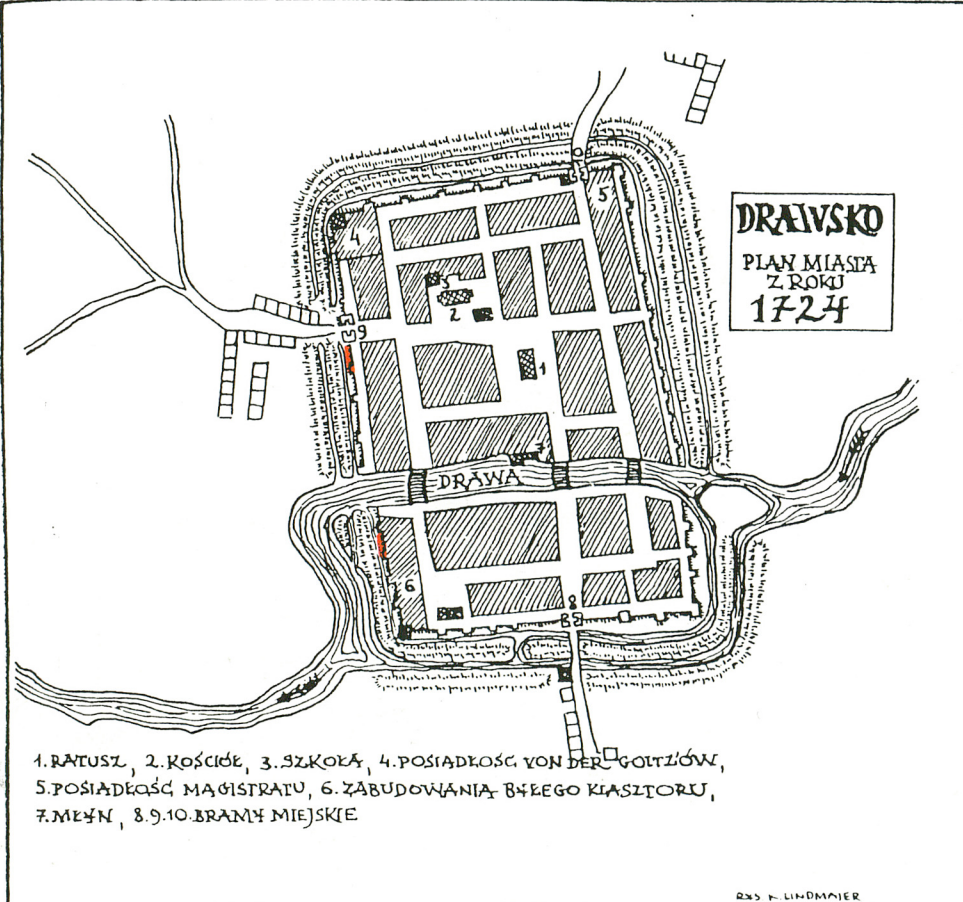 DRAWSKO
PLAN MIASTA
Z ROKU
1724
5
4
3
2
9
1
7
DRAWA
6
8
1. RATUSZ, 2. KOŚCIÓŁ, 3. SZKOŁA, 4. POSIADŁOŚĆ VON DER GOLTZ'ÓW,
5. POSIADŁOŚĆ MAGISTRATU, 6. ZABUDOWANIA BYŁEGO KLASZTORU,
7. MŁYN, 8.9.10. BRAMY MIEJSKIE
RYS K. LINDMAJER